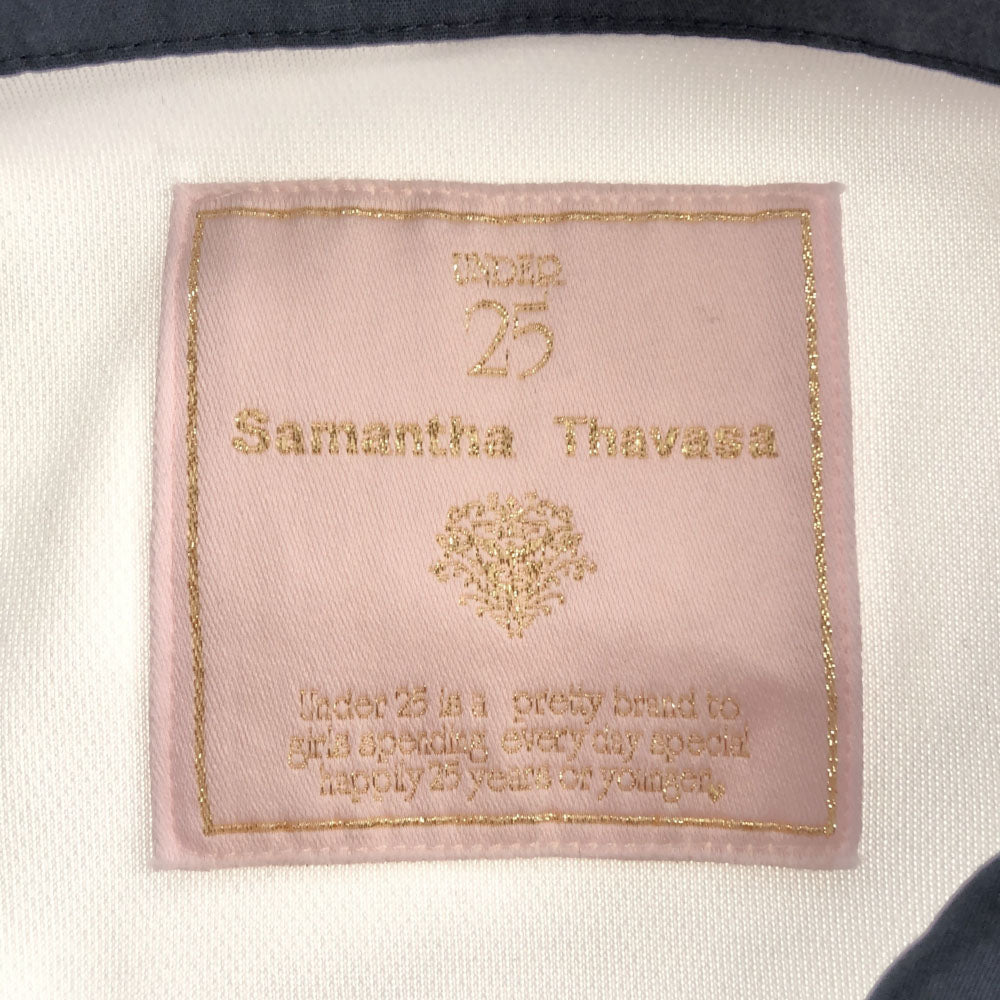 UNDER
25
Samantha Thavasa
Under 25 is a pretty brand to
girls spending every day special
happily 25 years or yoinger.